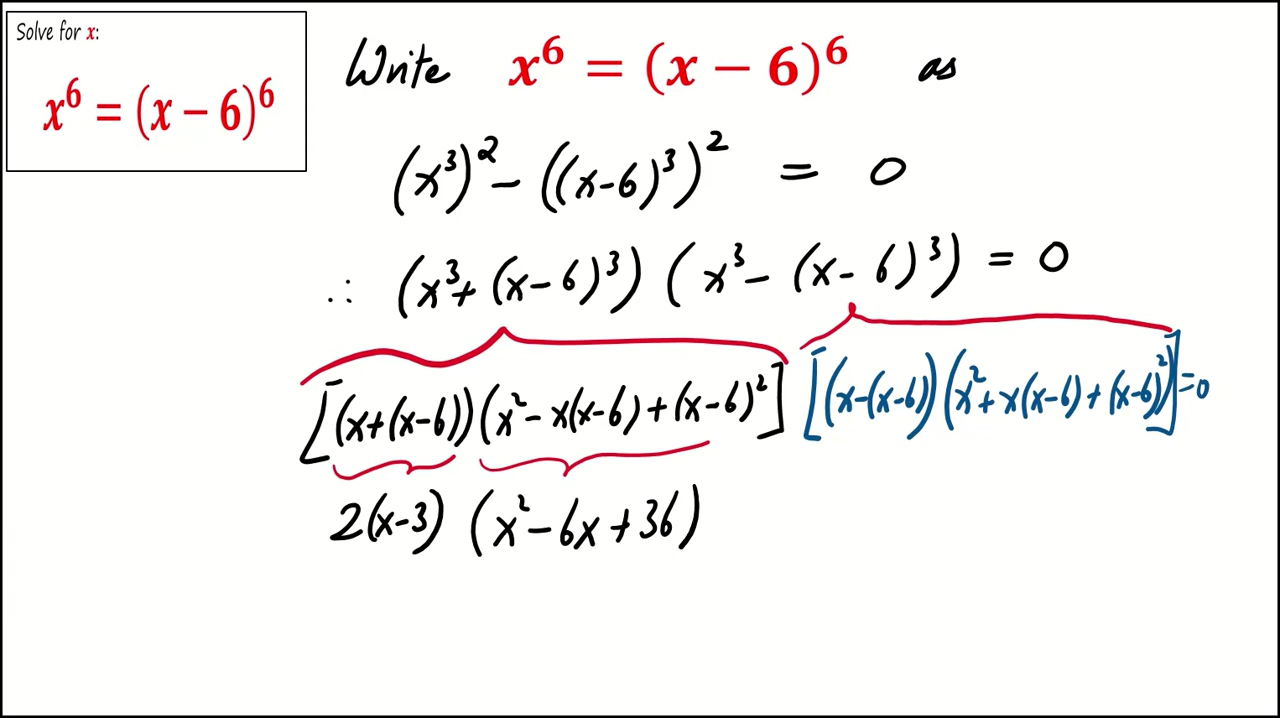 Solve for x:
x⁶ = (x − 6)⁶
Write x⁶ = (x − 6)⁶ as
(x³)² − ((x−6)³)² = 0
∴ (x³ + (x−6)³) (x³ − (x−6)³) = 0
[(x+(x−6))(x² − x(x−6) + (x−6)²] [(x−(x−6))(x² + x(x−6) + (x−6)²)] = 0
2(x−3) (x² − 6x + 36)